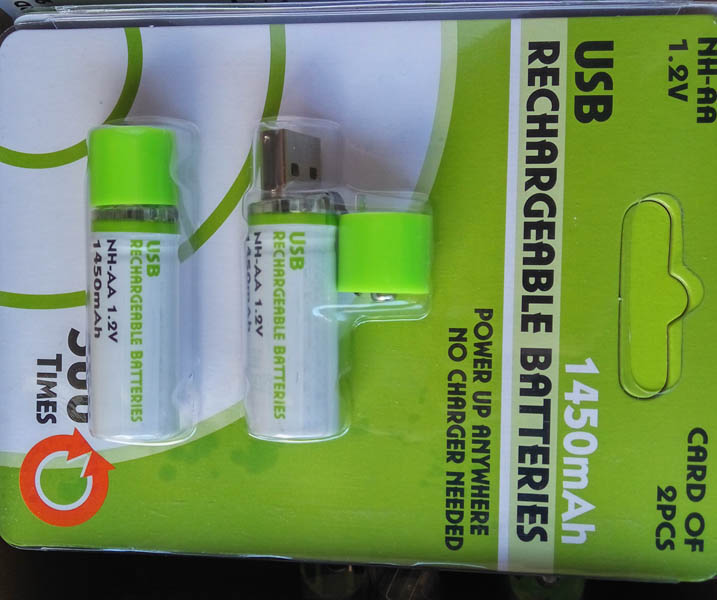 NH-AA
1.2V
CARD OF
2PCS
USB
1450mAh
RECHARGEABLE BATTERIES
POWER UP ANYWHERE
NO CHARGER NEEDED
USB
RECHARGEABLE BATTERIES
NH-AA 1.2V
1450mAh
USB
RECHARGEABLE BATTERIES
NH-AA 1.2V
1450mAh
TIMES